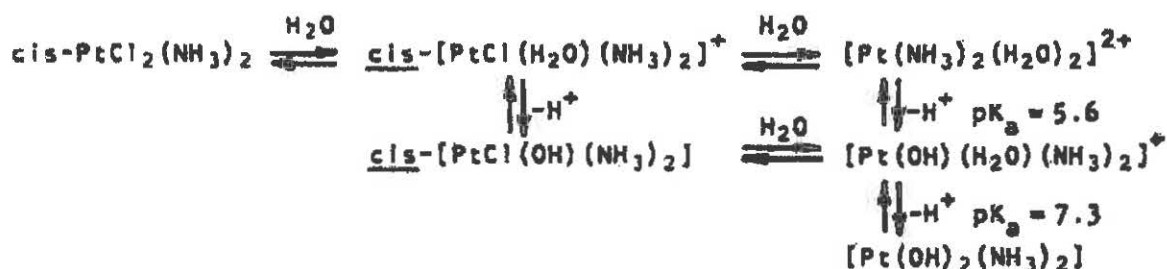 H₂O H₂O
cis-PtCl₂(NH₃)₂ ⇌ cis-[PtCl(H₂O)(NH₃)₂]⁺ ⇌ [Pt(NH₃)₂(H₂O)₂]²⁺
-H⁺ -H⁺ pKₐ = 5.6
H₂O
cis-[PtCl(OH)(NH₃)₂] ⇌ [Pt(OH)(H₂O)(NH₃)₂]⁺
-H⁺ pKₐ = 7.3
[Pt(OH)₂(NH₃)₂]